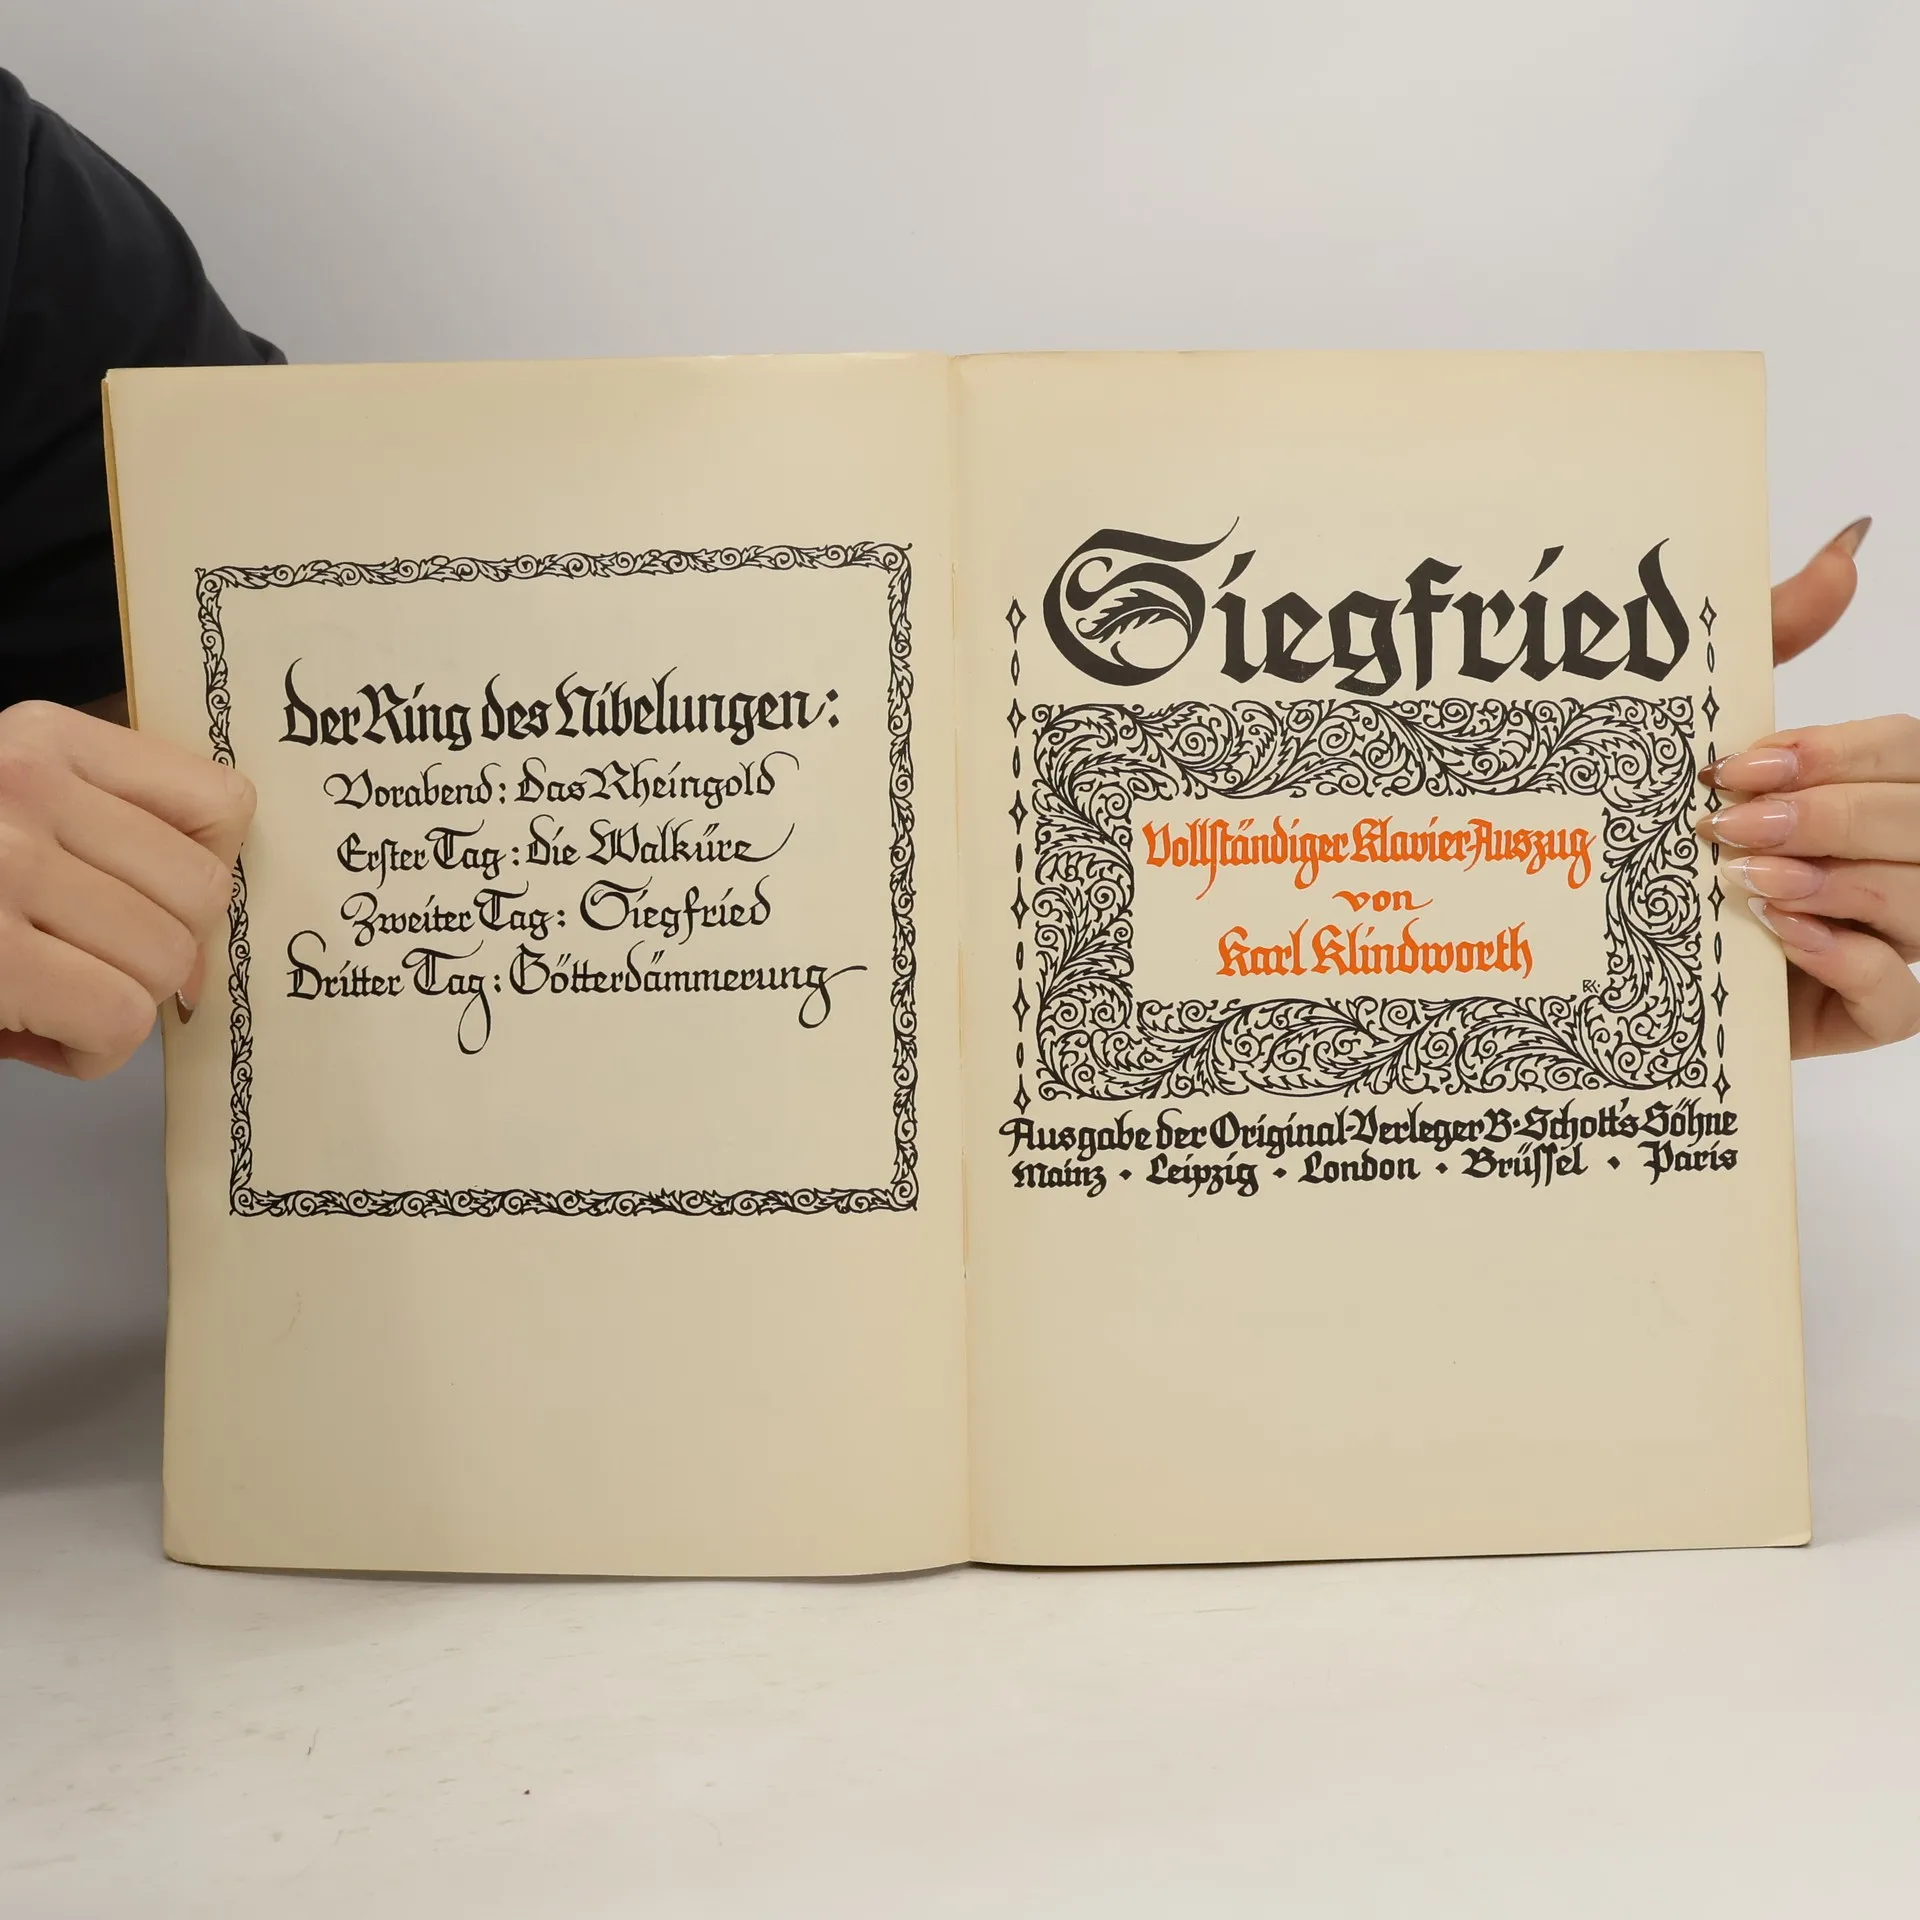 Der Ring des Nibelungen:
Vorabend: Das Rheingold
Erster Tag: Die Walküre
Zweiter Tag: Siegfried
Dritter Tag: Götterdämmerung
Siegfried
Vollständiger Klavier-Auszug
von
Karl Klindworth
RK.
Ausgabe der Original-Verleger B. Schott's Söhne
Mainz • Leipzig • London • Brüssel • Paris